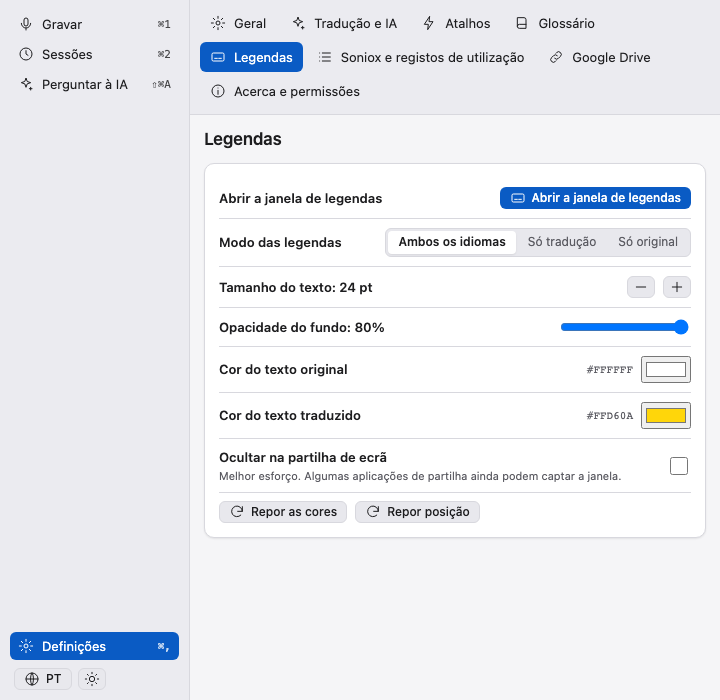 Gravar ⌘1
Sessões ⌘2
Perguntar à IA ⇧⌘A
Geral Tradução e IA Atalhos Glossário
Legendas Soniox e registos de utilização Google Drive
Acerca e permissões
Legendas
Abrir a janela de legendas Abrir a janela de legendas
Modo das legendas Ambos os idiomas Só tradução Só original
Tamanho do texto: 24 pt
Opacidade do fundo: 80%
Cor do texto original #FFFFFF
Cor do texto traduzido #FFD60A
Ocultar na partilha de ecrã
Melhor esforço. Algumas aplicações de partilha ainda podem captar a janela.
Repor as cores Repor posição
Definições ⌘,
PT